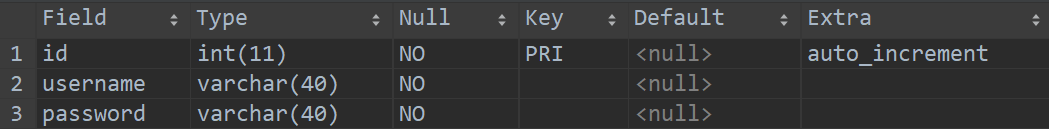 Field Type Null Key Default Extra
1 id int(11) NO PRI <null> auto_increment
2 username varchar(40) NO <null>
3 password varchar(40) NO <null>